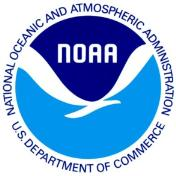 NATIONAL OCEANIC AND ATMOSPHERIC ADMINISTRATION
NOAA
U.S. DEPARTMENT OF COMMERCE